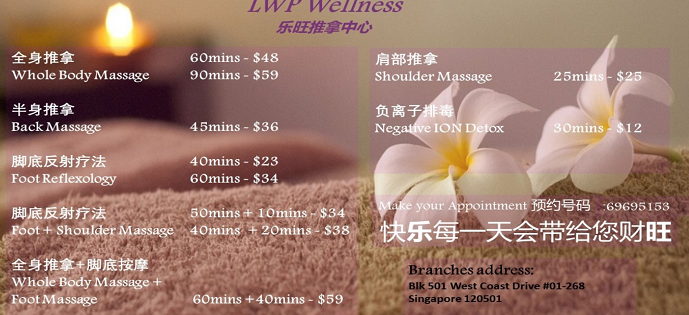 LWP Wellness
乐旺推拿中心
全身推拿 60mins - $48
Whole Body Massage 90mins - $59
半身推拿
Back Massage 45mins - $36
脚底反射疗法 40mins - $23
Foot Reflexology 60mins - $34
脚底反射疗法 50mins + 10mins - $34
Foot + Shoulder Massage 40mins + 20mins - $38
全身推拿+脚底按摩
Whole Body Massage +
Foot Massage 60mins +40mins - $59
肩部推拿
Shoulder Massage 25mins - $25
负离子排毒
Negative ION Detox 30mins - $12
Make your Appointment 预约号码 :69695153
快乐每一天会带给您财旺
Branches address:
Blk 501 West Coast Drive #01-268
Singapore 120501